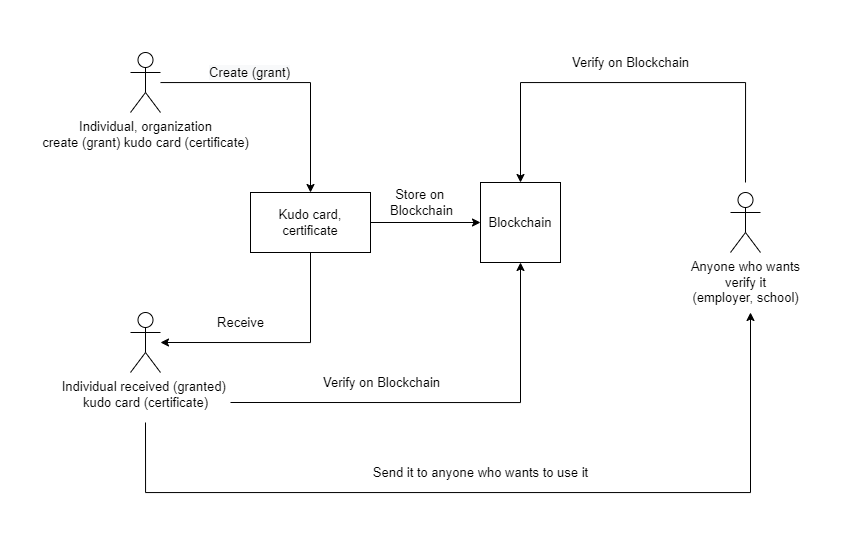 Verify on Blockchain
Create (grant)
Individual, organization
create (grant) kudo card (certificate)
Store on
Blockchain
Kudo card,
certificate
Blockchain
Anyone who wants
verify it
(employer, school)
Receive
Individual received (granted)
kudo card (certificate)
Verify on Blockchain
Send it to anyone who wants to use it